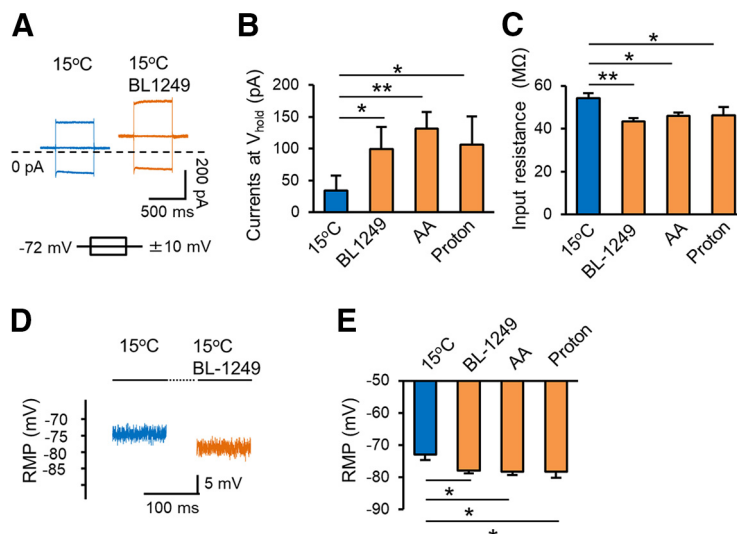 A
15°C
15°C
BL1249
0 pA
200 pA
500 ms
-72 mV
±10 mV
B
Currents at Vhold (pA)
200
150
100
50
0
*
**
*
15°C
BL1249
AA
Proton
C
Input resistance (MΩ)
60
40
20
0
*
*
**
15°C
BL-1249
AA
Proton
D
15°C
15°C
BL-1249
RMP (mV)
-70
-75
-80
-85
5 mV
100 ms
E
15°C
BL-1249
AA
Proton
RMP (mV)
-50
-60
-70
-80
-90
*
*
*